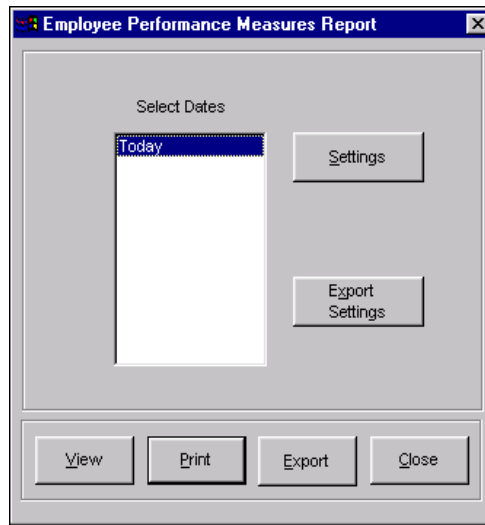 Employee Performance Measures Report
Select Dates
Today
Settings
Export
Settings
View
Print
Export
Close